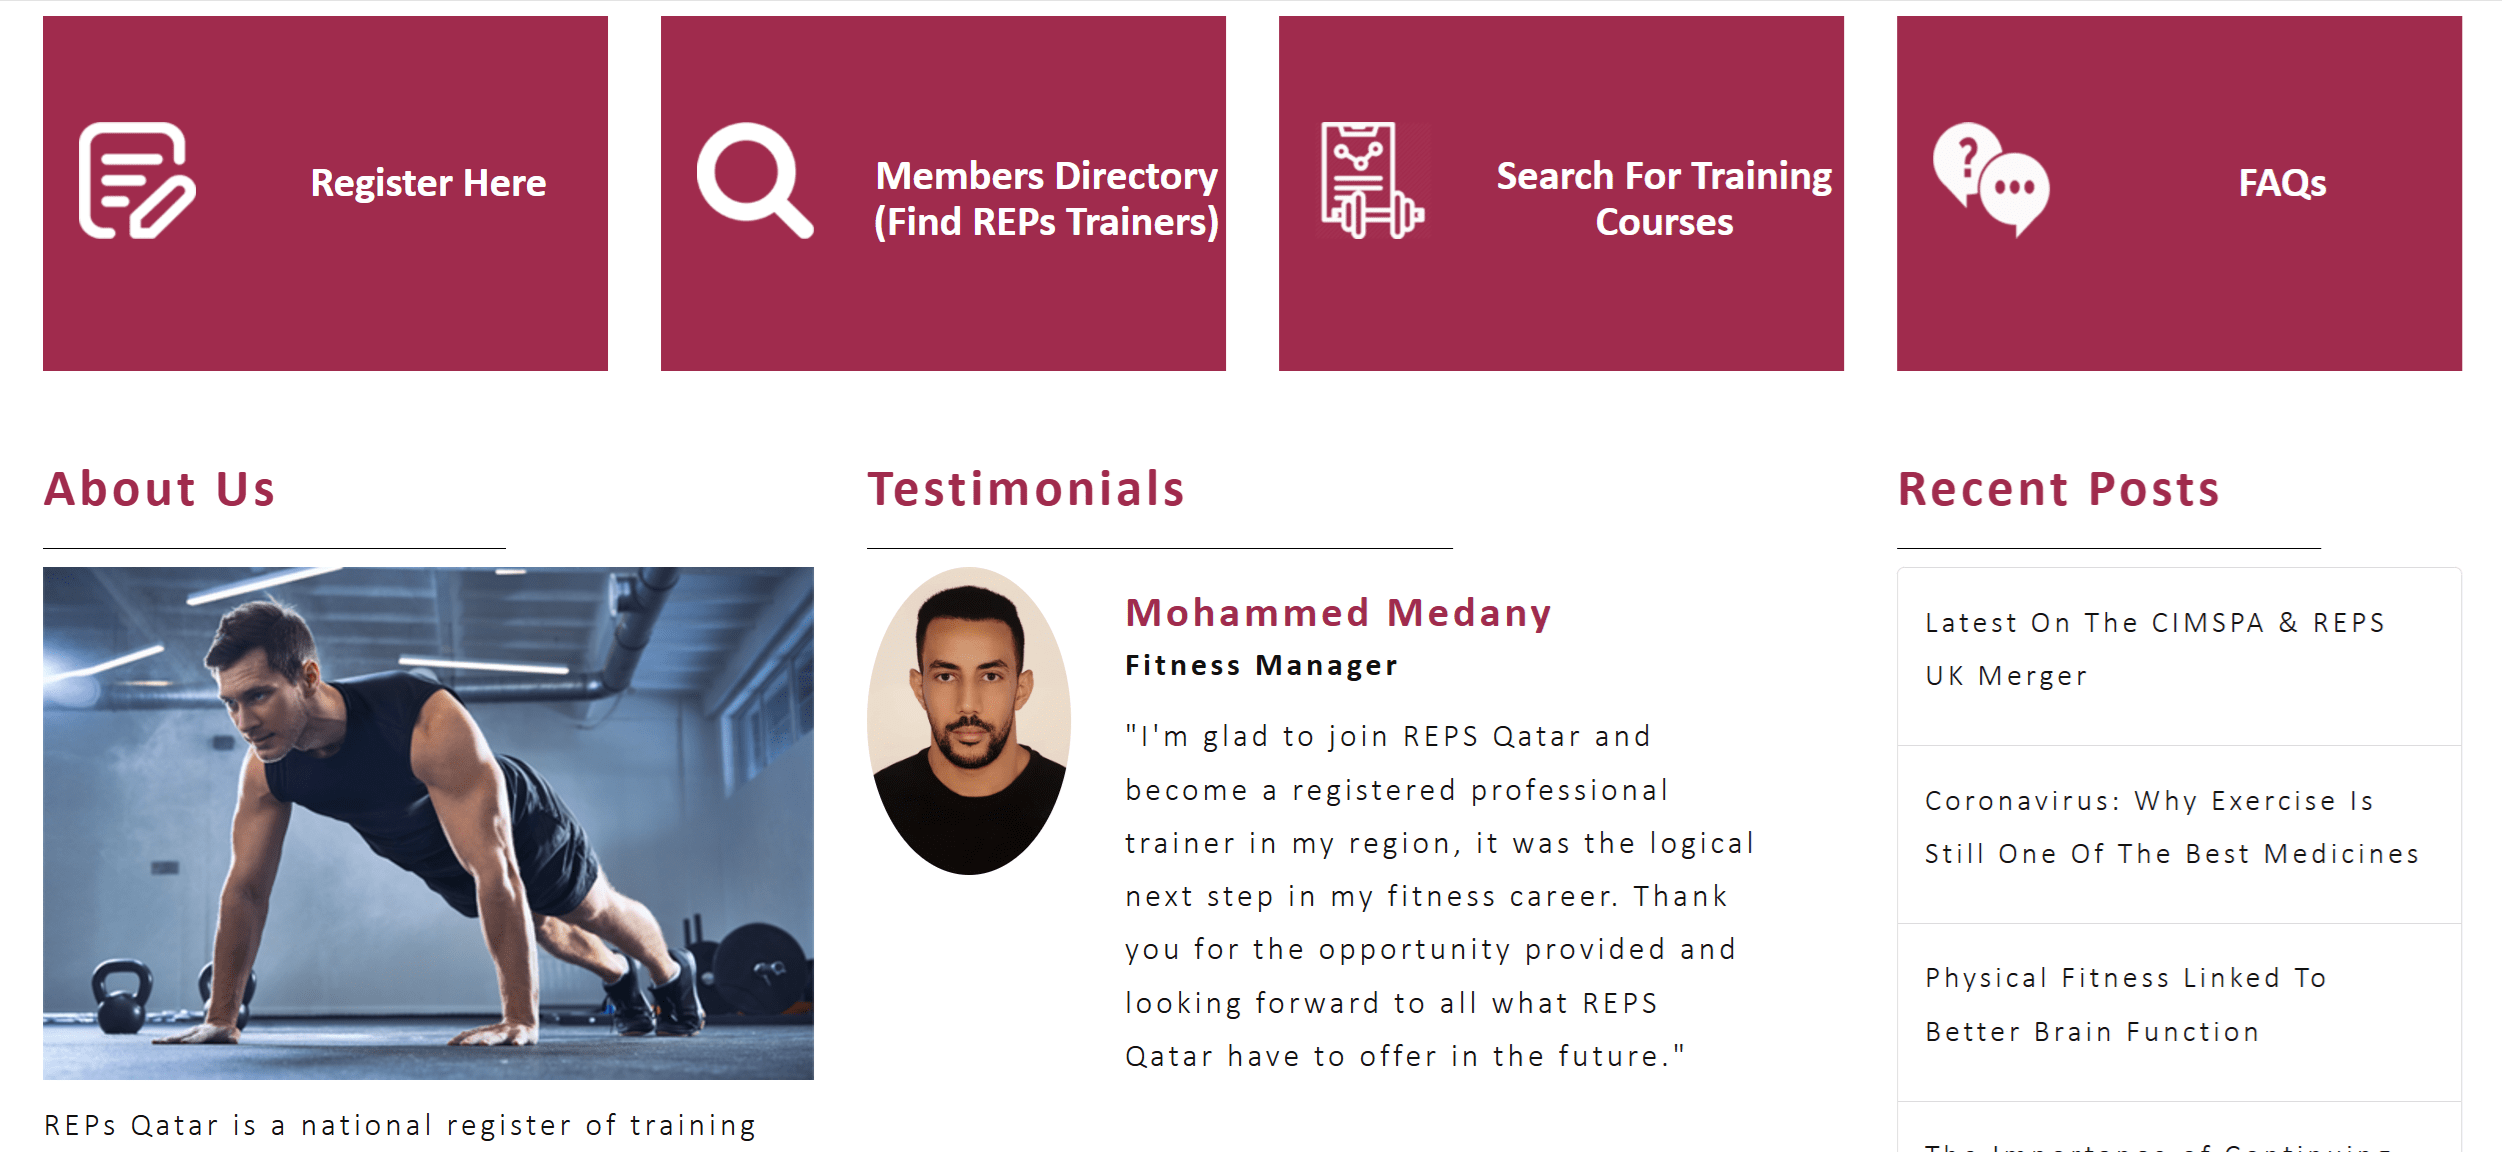 Register Here
Members Directory
(Find REPs Trainers)
Search For Training
Courses
FAQs
About Us
REPs Qatar is a national register of training
Testimonials
Mohammed Medany
Fitness Manager
"I'm glad to join REPS Qatar and
become a registered professional
trainer in my region, it was the logical
next step in my fitness career. Thank
you for the opportunity provided and
looking forward to all what REPS
Qatar have to offer in the future."
Recent Posts
Latest On The CIMSPA & REPS
UK Merger
Coronavirus: Why Exercise Is
Still One Of The Best Medicines
Physical Fitness Linked To
Better Brain Function
The Importance of Continuing